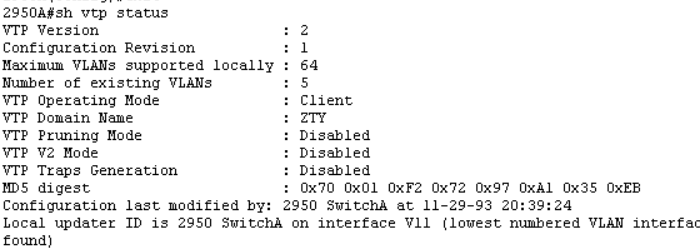 2950A#sh vtp status
VTP Version : 2
Configuration Revision : 1
Maximum VLANs supported locally : 64
Number of existing VLANs : 5
VTP Operating Mode : Client
VTP Domain Name : ZTY
VTP Pruning Mode : Disabled
VTP V2 Mode : Disabled
VTP Traps Generation : Disabled
MD5 digest : 0x70 0x01 0xF2 0x72 0x97 0xA1 0x35 0xEB
Configuration last modified by: 2950 SwitchA at 11-29-93 20:39:24
Local updater ID is 2950 SwitchA on interface Vl1 (lowest numbered VLAN interfac
found)